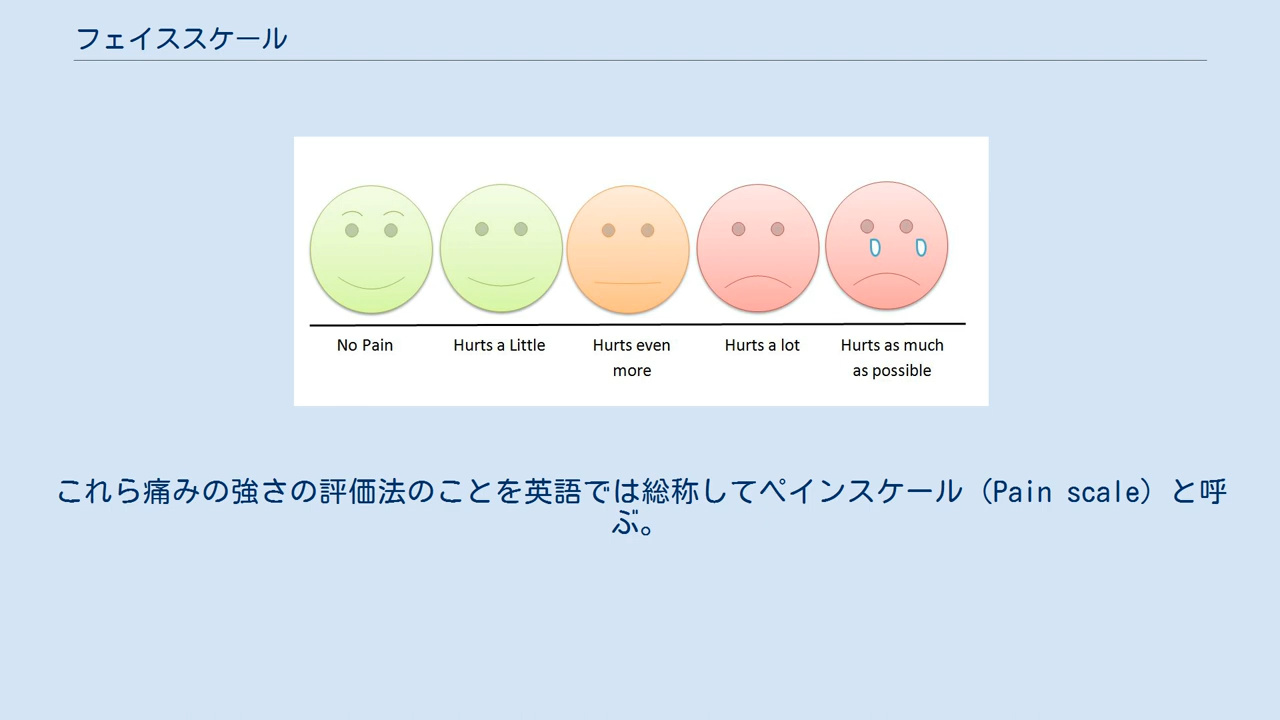 フェイススケール
No Pain
Hurts a Little
Hurts even
more
Hurts a lot
Hurts as much
as possible
これら痛みの強さの評価法のことを英語では総称してペインスケール（Pain scale）と呼
ぶ。